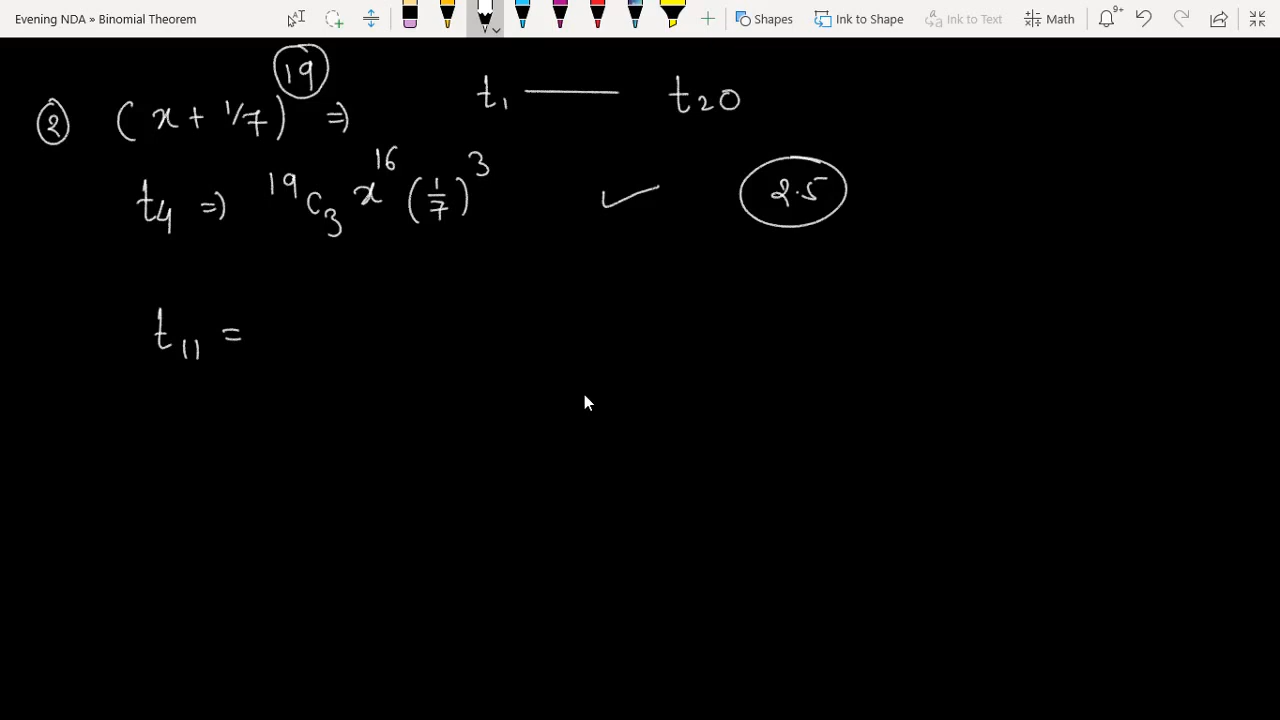 Evening NDA » Binomial Theorem
Shapes
Ink to Shape
Ink to Text
Math
9+
② (x + 1/7)^19 ⇒ t₁ —— t₂₀
t₄ ⇒ ¹⁹C₃ x^16 (1/7)^3 ✓ 2.5
t₁₁ =